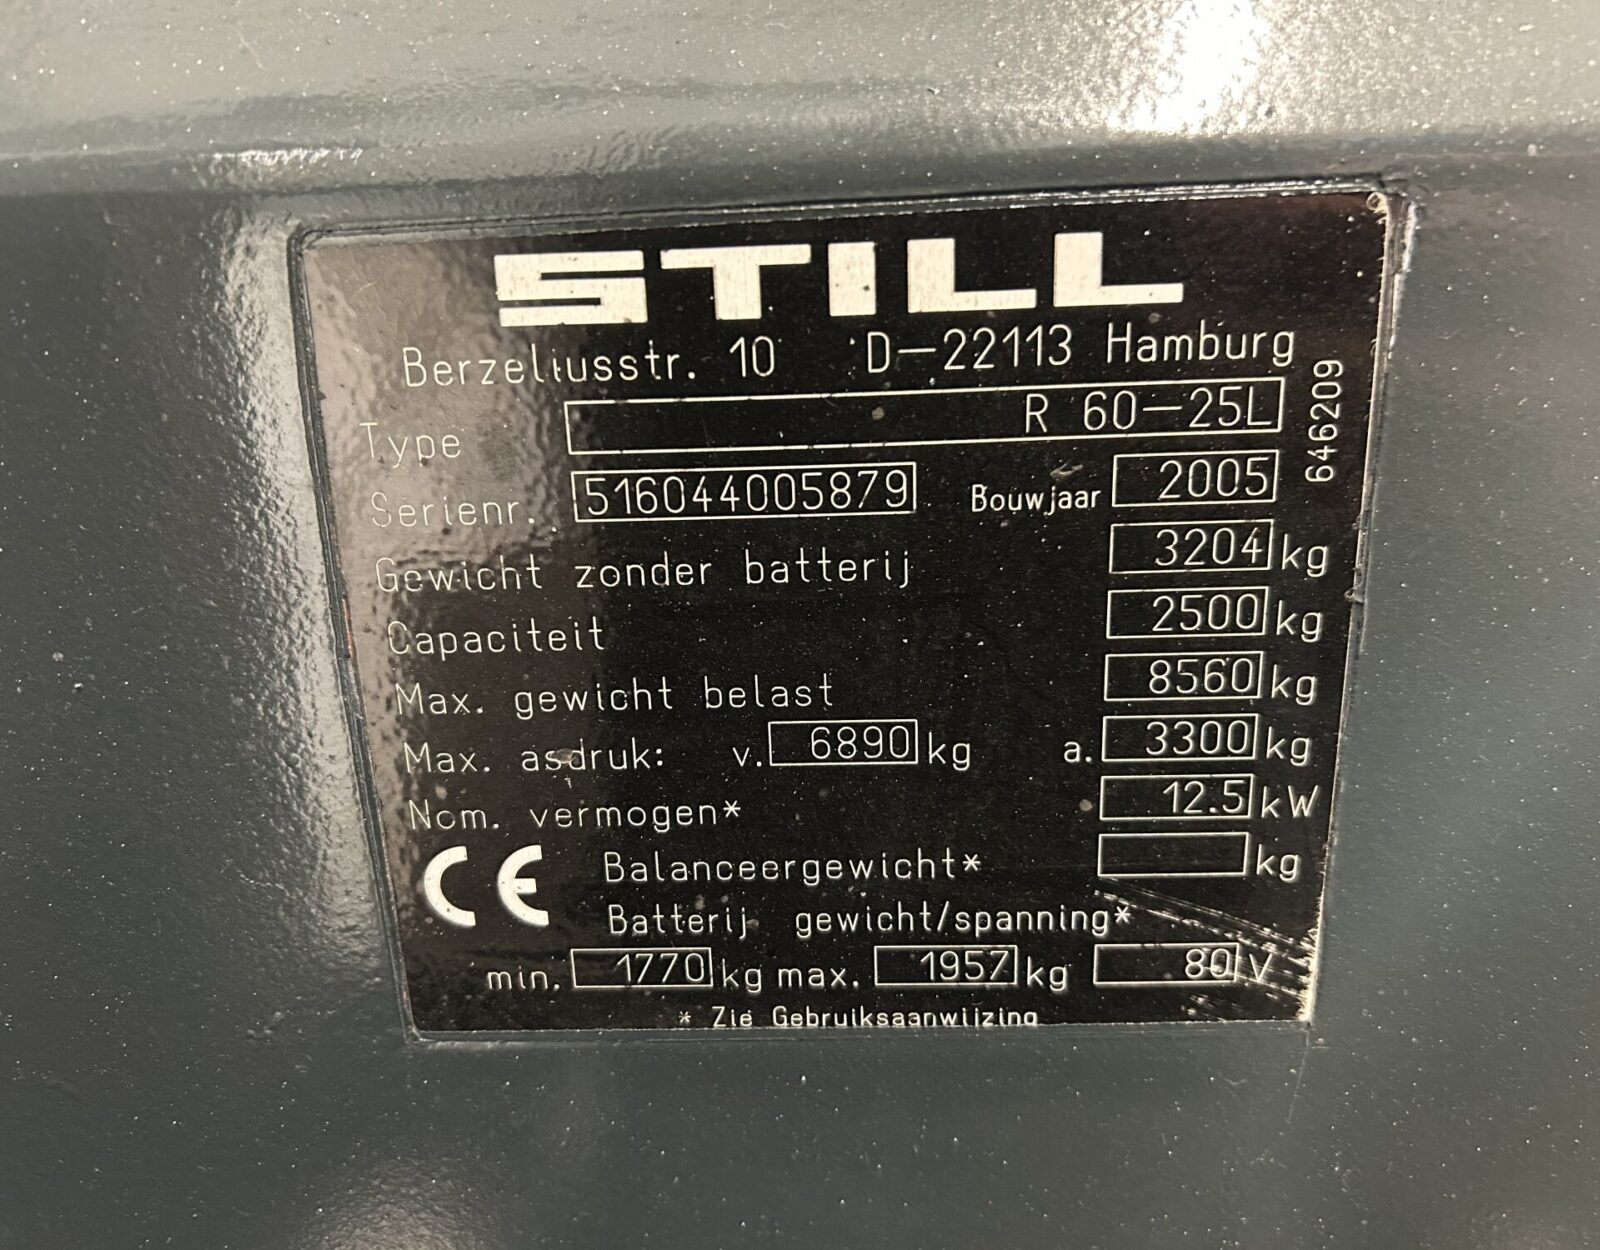 STILL
Berzeliusstr. 10 D-22113 Hamburg
Type R 60-25L
646209
Serienr. 516044005879 Bouwjaar 2005
Gewicht zonder batterij 3204 kg
Capaciteit 2500 kg
Max. gewicht belast 8560 kg
Max. asdruk: v. 6890 kg a. 3300 kg
Nom. vermogen* 12.5 kW
CE Balanceergewicht* kg
Batterij gewicht/spanning*
min. 1770 kg max. 1957 kg 80 V
* Zie Gebruiksaanwijzing